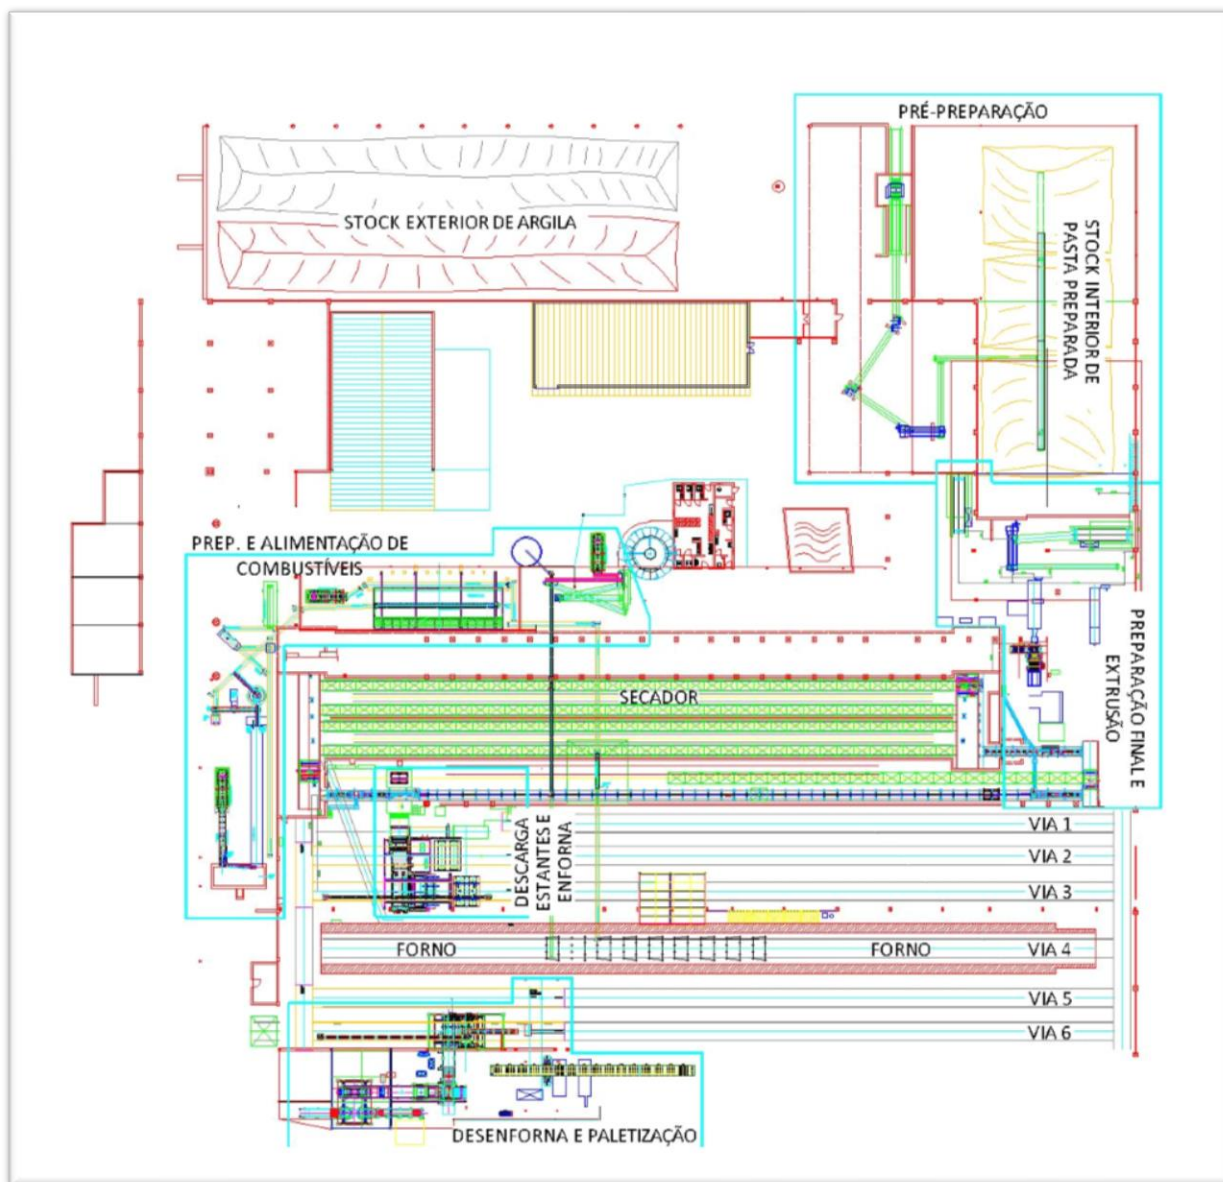 PRÉ-PREPARAÇÃO
STOCK EXTERIOR DE ARGILA
STOCK INTERIOR DE
PASTA PREPARADA
PREP. E ALIMENTAÇÃO DE
COMBUSTÍVEIS
PREPARAÇÃO FINAL E
EXTRUSÃO
SECADOR
DESCARGA
ESTANTES E
ENFORNA
VIA 1
VIA 2
VIA 3
FORNO
FORNO
VIA 4
VIA 5
VIA 6
DESENFORNA E PALETIZAÇÃO